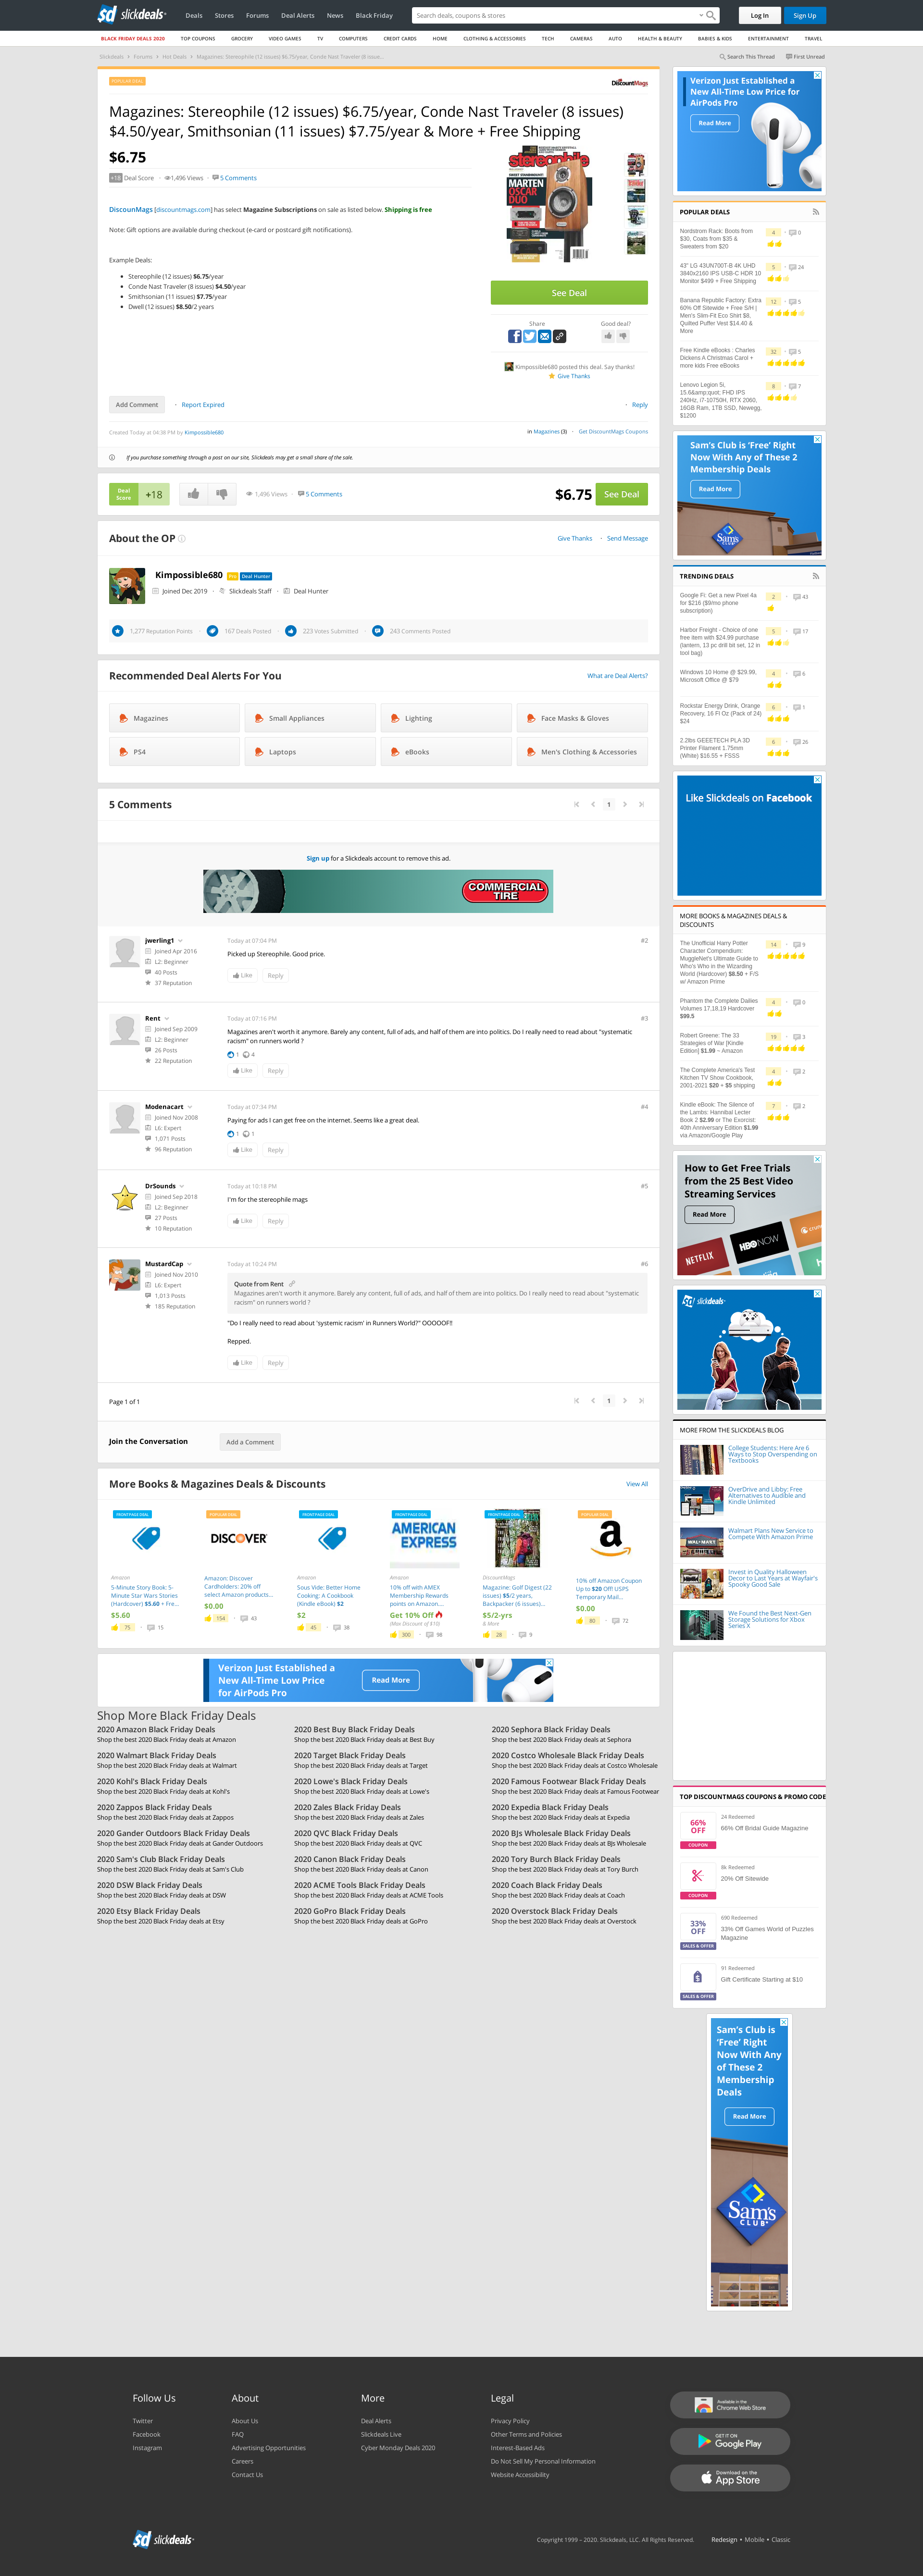 slickdeals
Deals Stores Forums Deal Alerts News Black Friday
Search deals, coupons & stores
Log In Sign Up
BLACK FRIDAY DEALS 2020 TOP COUPONS GROCERY VIDEO GAMES TV COMPUTERS CREDIT CARDS HOME CLOTHING & ACCESSORIES TECH CAMERAS AUTO HEALTH & BEAUTY BABIES & KIDS ENTERTAINMENT TRAVEL
Slickdeals Forums Hot Deals Magazines: Stereophile (12 issues) $6.75/year, Conde Nast Traveler (8 issue...
Search This Thread First Unread
POPULAR DEAL
DiscountMags
Magazines: Stereophile (12 issues) $6.75/year, Conde Nast Traveler (8 issues)
$4.50/year, Smithsonian (11 issues) $7.75/year & More + Free Shipping
$6.75
+18 Deal Score 1,496 Views 5 Comments
DiscounMags [discountmags.com] has select Magazine Subscriptions on sale as listed below. Shipping is free
Note: Gift options are available during checkout (e-card or postcard gift notifications).
Example Deals:
Stereophile (12 issues) $6.75/year
Conde Nast Traveler (8 issues) $4.50/year
Smithsonian (11 issues) $7.75/year
Dwell (12 issues) $8.50/2 years
stereophile
MARTEN
OSCAR
DUO
See Deal
Share Good deal?
Kimpossible680 posted this deal. Say thanks!
Give Thanks
Add Comment Report Expired Reply
Created Today at 04:38 PM by Kimpossible680
in Magazines (3) Get DiscountMags Coupons
If you purchase something through a post on our site, Slickdeals may get a small share of the sale.
Deal
Score
+18
1,496 Views 5 Comments
$6.75 See Deal
About the OP
Give Thanks Send Message
Kimpossible680 Pro Deal Hunter
Joined Dec 2019 Slickdeals Staff Deal Hunter
1,277 Reputation Points 167 Deals Posted 223 Votes Submitted 243 Comments Posted
Recommended Deal Alerts For You
What are Deal Alerts?
Magazines Small Appliances Lighting Face Masks & Gloves
PS4 Laptops eBooks Men's Clothing & Accessories
5 Comments
1
Sign up for a Slickdeals account to remove this ad.
COMMERCIAL
TIRE
jwerling1
Joined Apr 2016
L2: Beginner
40 Posts
37 Reputation
Today at 07:04 PM #2
Picked up Stereophile. Good price.
Like Reply
Rent
Joined Sep 2009
L2: Beginner
26 Posts
22 Reputation
Today at 07:16 PM #3
Magazines aren't worth it anymore. Barely any content, full of ads, and half of them are into politics. Do I really need to read about "systematic
racism" on runners world ?
1 4
Like Reply
Modenacart
Joined Nov 2008
L6: Expert
1,071 Posts
96 Reputation
Today at 07:34 PM #4
Paying for ads I can get free on the internet. Seems like a great deal.
1 1
Like Reply
DrSounds
Joined Sep 2018
L2: Beginner
27 Posts
10 Reputation
Today at 10:18 PM #5
I'm for the stereophile mags
Like Reply
MustardCap
Joined Nov 2010
L6: Expert
1,013 Posts
185 Reputation
Today at 10:24 PM #6
Quote from Rent
Magazines aren't worth it anymore. Barely any content, full of ads, and half of them are into politics. Do I really need to read about "systematic
racism" on runners world ?
"Do I really need to read about 'systemic racism' in Runners World?" OOOOOF!!
Repped.
Like Reply
Page 1 of 1
1
Join the Conversation Add a Comment
More Books & Magazines Deals & Discounts
View All
FRONTPAGE DEAL
Amazon
5-Minute Story Book: 5-
Minute Star Wars Stories
(Hardcover) $5.60 + Fre...
$5.60
75 15
POPULAR DEAL
DISCOVER
Amazon: Discover
Cardholders: 20% off
select Amazon products...
$0.00
154 43
FRONTPAGE DEAL
Amazon
Sous Vide: Better Home
Cooking: A Cookbook
(Kindle eBook) $2
$2
45 38
FRONTPAGE DEAL
AMERICAN
EXPRESS
Amazon
10% off with AMEX
Membership Rewards
points on Amazon....
Get 10% Off
(Max Discount of $10)
300 98
FRONTPAGE DEAL
DiscountMags
Magazine: Golf Digest (22
issues) $5/2 years,
Backpacker (6 issues)...
$5/2-yrs
& More
28 9
POPULAR DEAL
10% off Amazon Coupon
Up to $20 Off! USPS
Temporary Mail...
$0.00
80 72
Verizon Just Established a
New All-Time Low Price
for AirPods Pro
Read More
Shop More Black Friday Deals
2020 Amazon Black Friday Deals
Shop the best 2020 Black Friday deals at Amazon
2020 Best Buy Black Friday Deals
Shop the best 2020 Black Friday deals at Best Buy
2020 Sephora Black Friday Deals
Shop the best 2020 Black Friday deals at Sephora
2020 Walmart Black Friday Deals
Shop the best 2020 Black Friday deals at Walmart
2020 Target Black Friday Deals
Shop the best 2020 Black Friday deals at Target
2020 Costco Wholesale Black Friday Deals
Shop the best 2020 Black Friday deals at Costco Wholesale
2020 Kohl's Black Friday Deals
Shop the best 2020 Black Friday deals at Kohl's
2020 Lowe's Black Friday Deals
Shop the best 2020 Black Friday deals at Lowe's
2020 Famous Footwear Black Friday Deals
Shop the best 2020 Black Friday deals at Famous Footwear
2020 Zappos Black Friday Deals
Shop the best 2020 Black Friday deals at Zappos
2020 Zales Black Friday Deals
Shop the best 2020 Black Friday deals at Zales
2020 Expedia Black Friday Deals
Shop the best 2020 Black Friday deals at Expedia
2020 Gander Outdoors Black Friday Deals
Shop the best 2020 Black Friday deals at Gander Outdoors
2020 QVC Black Friday Deals
Shop the best 2020 Black Friday deals at QVC
2020 BJs Wholesale Black Friday Deals
Shop the best 2020 Black Friday deals at BJs Wholesale
2020 Sam's Club Black Friday Deals
Shop the best 2020 Black Friday deals at Sam's Club
2020 Canon Black Friday Deals
Shop the best 2020 Black Friday deals at Canon
2020 Tory Burch Black Friday Deals
Shop the best 2020 Black Friday deals at Tory Burch
2020 DSW Black Friday Deals
Shop the best 2020 Black Friday deals at DSW
2020 ACME Tools Black Friday Deals
Shop the best 2020 Black Friday deals at ACME Tools
2020 Coach Black Friday Deals
Shop the best 2020 Black Friday deals at Coach
2020 Etsy Black Friday Deals
Shop the best 2020 Black Friday deals at Etsy
2020 GoPro Black Friday Deals
Shop the best 2020 Black Friday deals at GoPro
2020 Overstock Black Friday Deals
Shop the best 2020 Black Friday deals at Overstock
Verizon Just Established a
New All-Time Low Price for
AirPods Pro
Read More
POPULAR DEALS
Nordstrom Rack: Boots from
$30, Coats from $35 &
Sweaters from $20
4 0
43" LG 43UN700T-B 4K UHD
3840x2160 IPS USB-C HDR 10
Monitor $499 + Free Shipping
5 24
Banana Republic Factory: Extra
60% Off Sitewide + Free S/H |
Men's Slim-Fit Eco Shirt $8,
Quilted Puffer Vest $14.40 &
More
12 5
Free Kindle eBooks : Charles
Dickens A Christmas Carol +
more kids Free eBooks
32 5
Lenovo Legion 5i,
15.6&amp;quot; FHD IPS
240Hz, i7-10750H, RTX 2060,
16GB Ram, 1TB SSD, Newegg,
$1200
8 7
Sam's Club is 'Free' Right
Now With Any of These 2
Membership Deals
Read More
Sam's
CLUB
TRENDING DEALS
Google Fi: Get a new Pixel 4a
for $216 ($9/mo phone
subscription)
2 43
Harbor Freight - Choice of one
free item with $24.99 purchase
(lantern, 13 pc drill bit set, 12 in
tool bag)
5 17
Windows 10 Home @ $29.99,
Microsoft Office @ $79
4 6
Rockstar Energy Drink, Orange
Recovery, 16 Fl Oz (Pack of 24)
$24
6 1
2.2lbs GEEETECH PLA 3D
Printer Filament 1.75mm
(White) $16.55 + FSSS
6 26
Like Slickdeals on Facebook
MORE BOOKS & MAGAZINES DEALS &
DISCOUNTS
The Unofficial Harry Potter
Character Compendium:
MuggleNet's Ultimate Guide to
Who's Who in the Wizarding
World (Hardcover) $8.50 + F/S
w/ Amazon Prime
14 9
Phantom the Complete Dailies
Volumes 17,18,19 Hardcover
$99.5
4 0
Robert Greene: The 33
Strategies of War [Kindle
Edition] $1.99 ~ Amazon
19 3
The Complete America's Test
Kitchen TV Show Cookbook,
2001-2021 $20 ~ $5 shipping
4 2
Kindle eBook: The Silence of
the Lambs: Hannibal Lecter
Book 2 $2.99 or The Exorcist:
40th Anniversary Edition $1.99
via Amazon/Google Play
7 2
How to Get Free Trials
from the 25 Best Video
Streaming Services
Read More
NETFLIX HBO NOW
slickdeals
MORE FROM THE SLICKDEALS BLOG
College Students: Here Are 6
Ways to Stop Overspending on
Textbooks
OverDrive and Libby: Free
Alternatives to Audible and
Kindle Unlimited
Walmart Plans New Service to
Compete With Amazon Prime
Invest in Quality Halloween
Decor to Last Years at Wayfair's
Spooky Good Sale
We Found the Best Next-Gen
Storage Solutions for Xbox
Series X
TOP DISCOUNTMAGS COUPONS & PROMO CODE
66%
OFF
COUPON
24 Redeemed
66% Off Bridal Guide Magazine
COUPON
8k Redeemed
20% Off Sitewide
33%
OFF
SALES & OFFER
690 Redeemed
33% Off Games World of Puzzles
Magazine
SALES & OFFER
91 Redeemed
Gift Certificate Starting at $10
Sam's Club is
'Free' Right
Now With Any
of These 2
Membership
Deals
Read More
Sam's
CLUB
Follow Us
Twitter
Facebook
Instagram
About
About Us
FAQ
Advertising Opportunities
Careers
Contact Us
More
Deal Alerts
Slickdeals Live
Cyber Monday Deals 2020
Legal
Privacy Policy
Other Terms and Policies
Interest-Based Ads
Do Not Sell My Personal Information
Website Accessibility
Available in the
Chrome Web Store
GET IT ON
Google Play
Download on the
App Store
slickdeals
Copyright 1999 – 2020. Slickdeals, LLC. All Rights Reserved. Redesign • Mobile • Classic